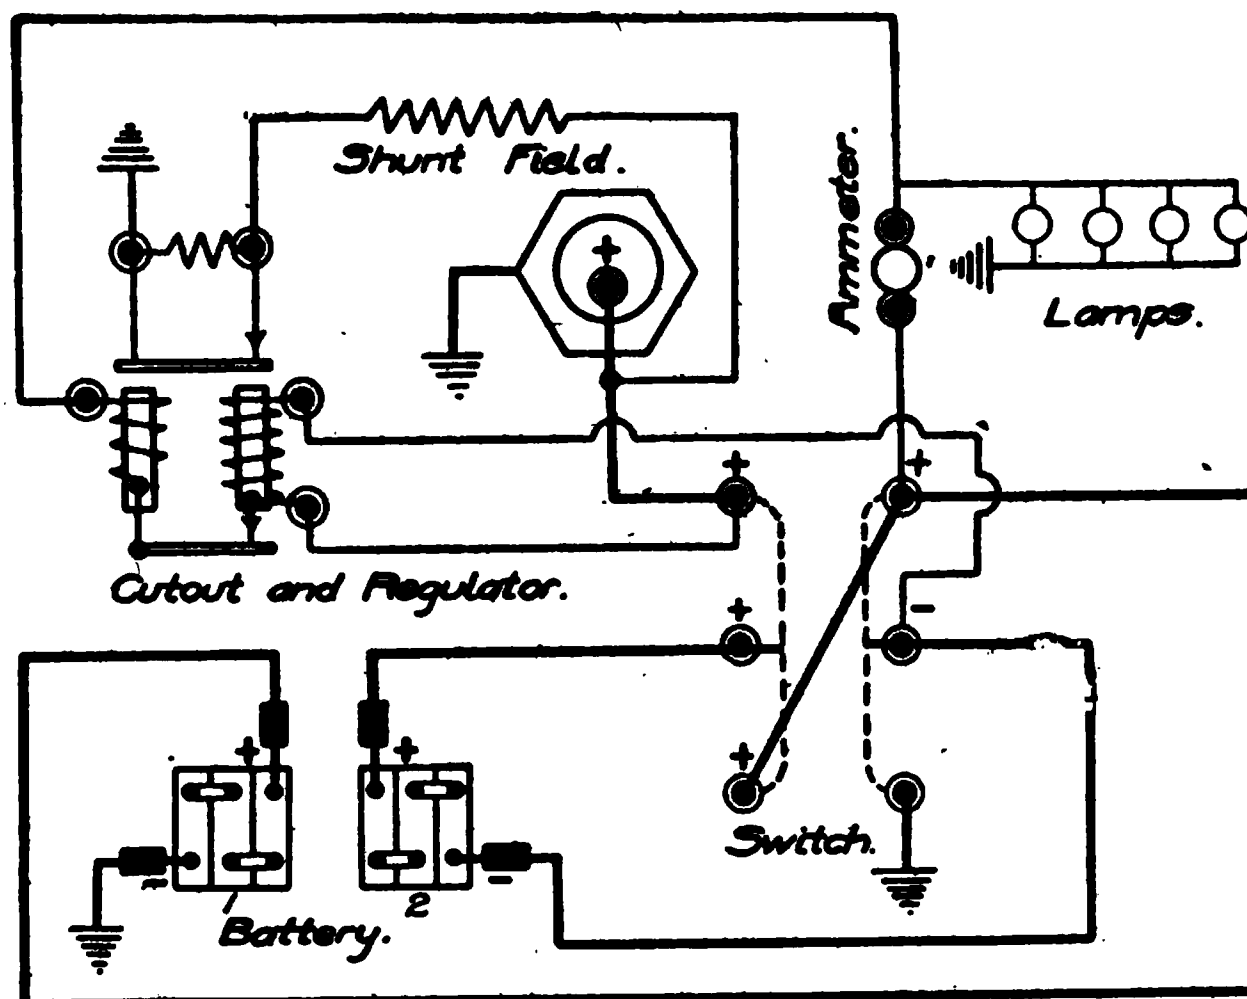 Shunt Field.
Ammeter.
Lamps.
+
+
+
Cutout and Regulator.
+
-
+
+
+
-
-
Switch.
1
2
Battery.